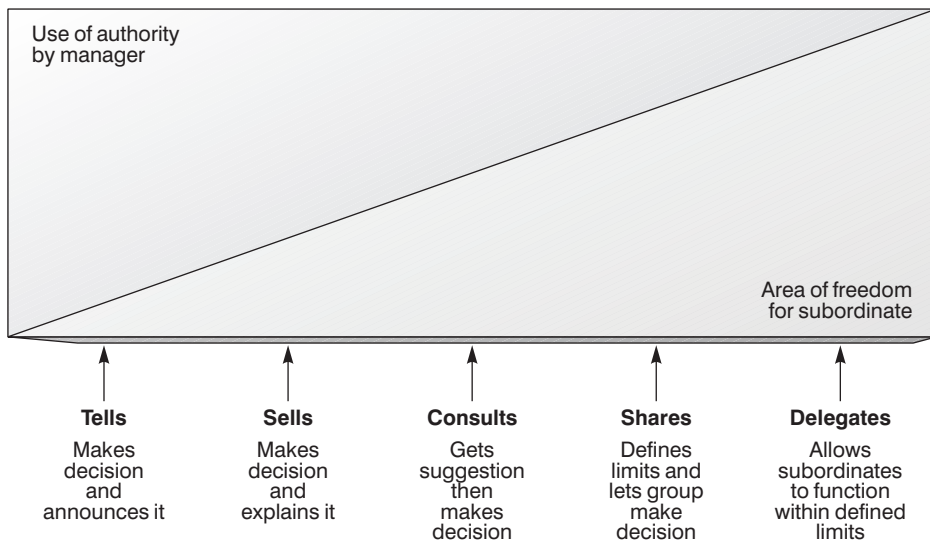 Use of authority
by manager
Area of freedom
for subordinate
Tells
Makes
decision
and
announces it
Sells
Makes
decision
and
explains it
Consults
Gets
suggestion
then
makes
decision
Shares
Defines
limits and
lets group
make
decision
Delegates
Allows
subordinates
to function
within defined
limits